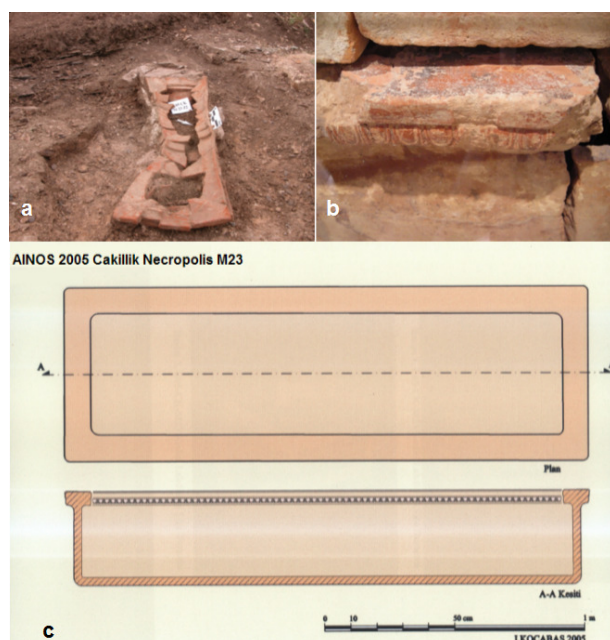 a
b
AINOS 2005 Cakillik Necropolis M23
A
Plan
A-A Kesiti
c
0 10 50 cm 1 m
I.KOCABAŞ 2005